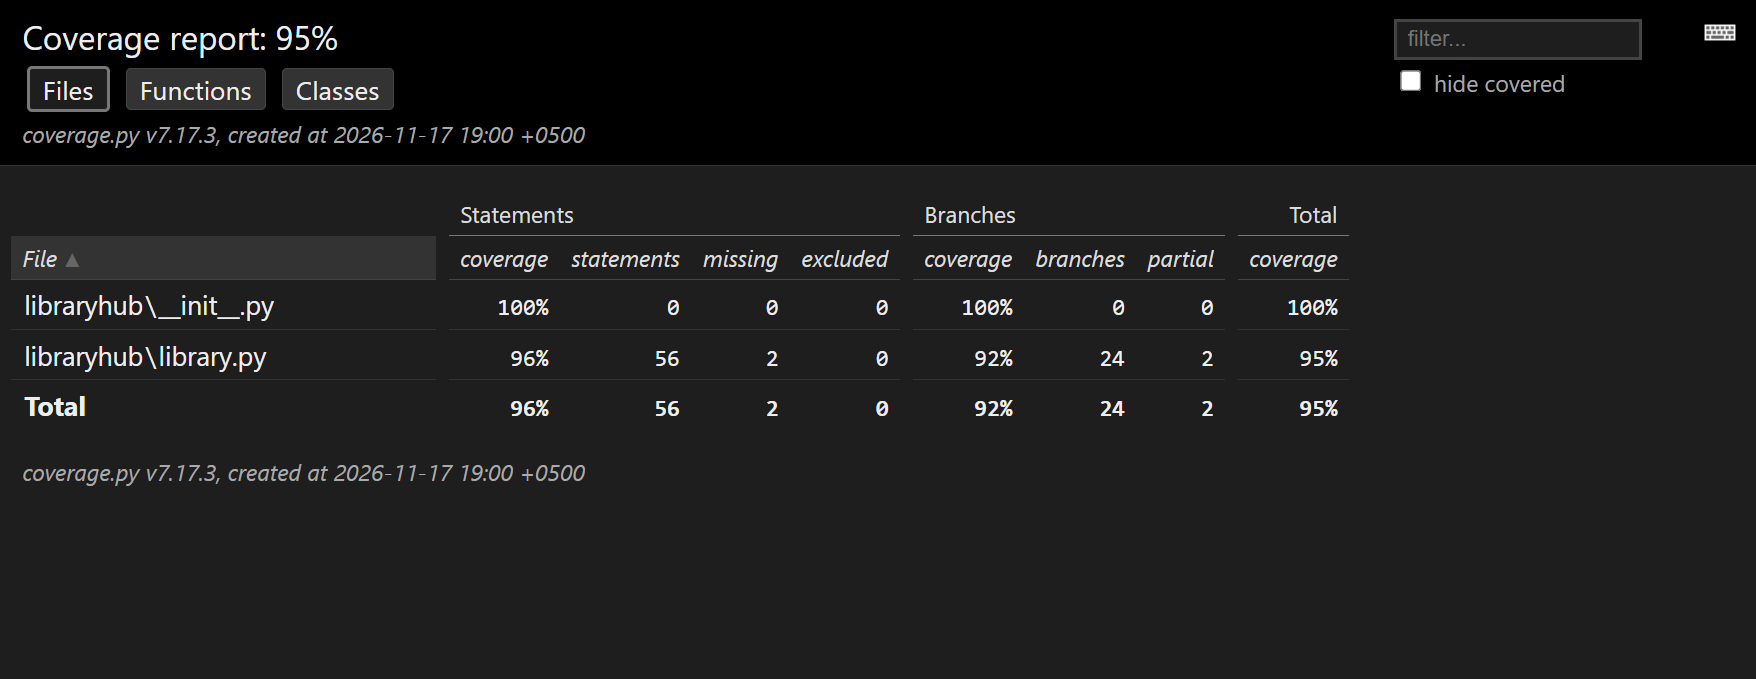 Coverage report: 95%
filter...
hide covered
Files Functions Classes
coverage.py v7.17.3, created at 2026-11-17 19:00 +0500
Statements Branches Total
File ▲ coverage statements missing excluded coverage branches partial coverage
libraryhub\__init__.py 100% 0 0 0 100% 0 0 100%
libraryhub\library.py 96% 56 2 0 92% 24 2 95%
Total 96% 56 2 0 92% 24 2 95%
coverage.py v7.17.3, created at 2026-11-17 19:00 +0500